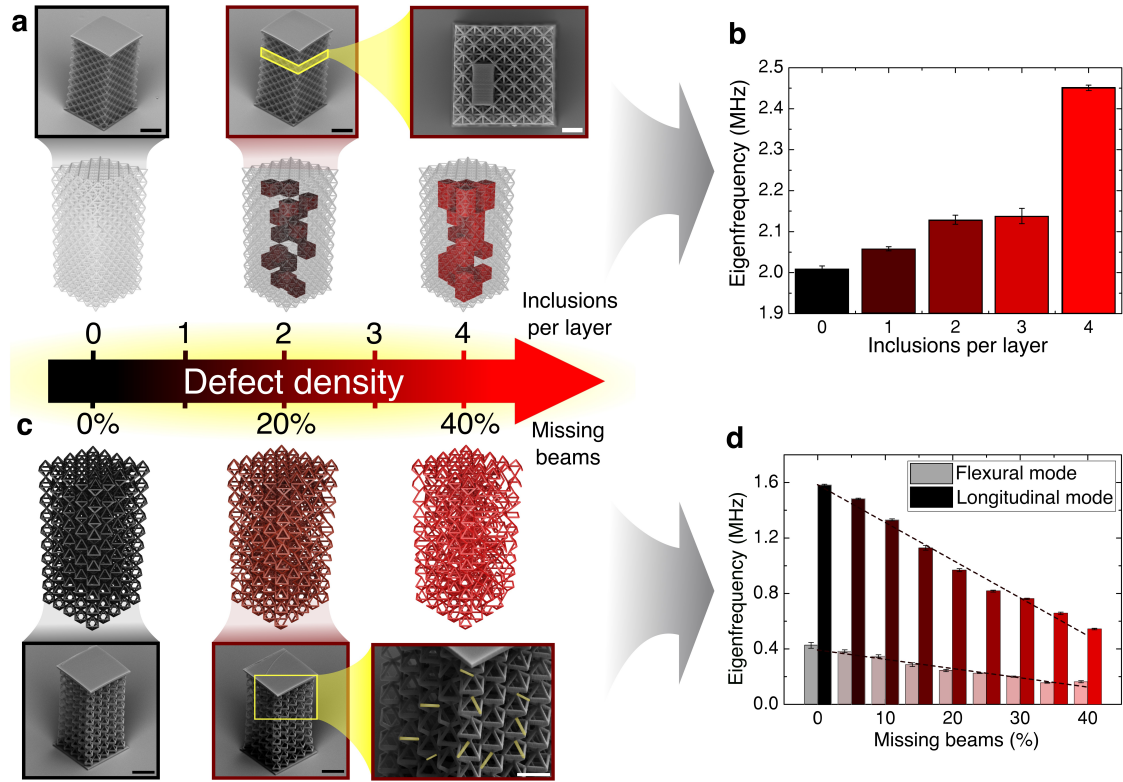 a
b
Eigenfrequency (MHz)
2.5
2.4
2.3
2.2
2.1
2.0
1.9
0 1 2 3 4
Inclusions per layer
Inclusions
per layer
0 1 2 3 4
Defect density
0% 20% 40%
Missing
beams
c
d
Flexural mode
Longitudinal mode
Eigenfrequency (MHz)
1.6
1.2
0.8
0.4
0.0
0 10 20 30 40
Missing beams (%)